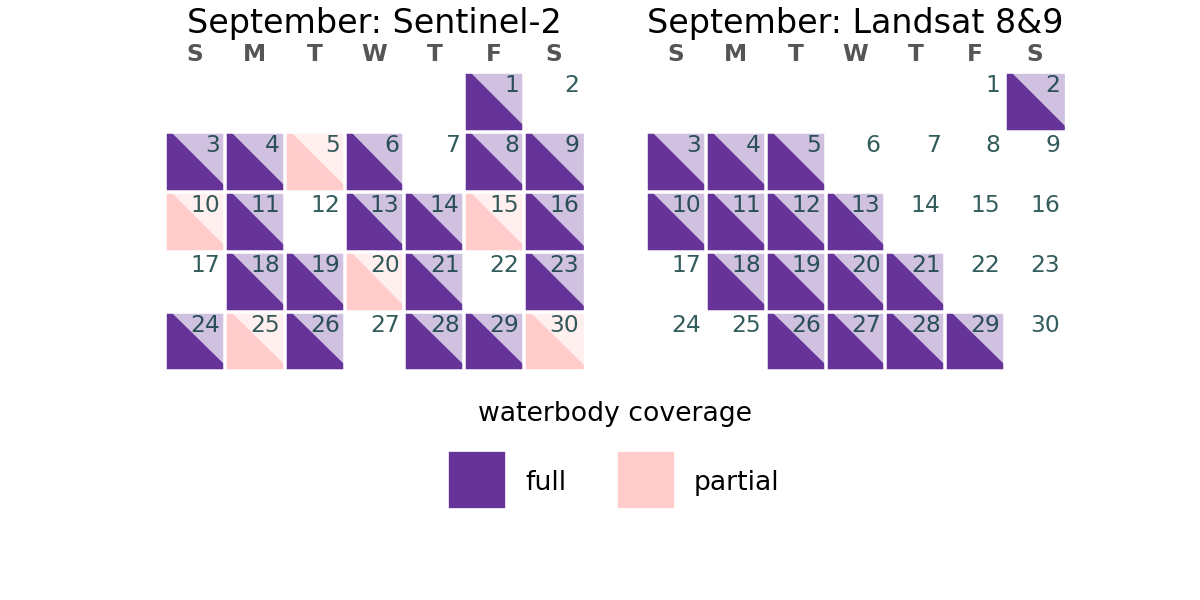 September: Sentinel-2
S M T W T F S
1 2
3 4 5 6 7 8 9
10 11 12 13 14 15 16
17 18 19 20 21 22 23
24 25 26 27 28 29 30
September: Landsat 8&9
S M T W T F S
1 2
3 4 5 6 7 8 9
10 11 12 13 14 15 16
17 18 19 20 21 22 23
24 25 26 27 28 29 30
waterbody coverage
full partial